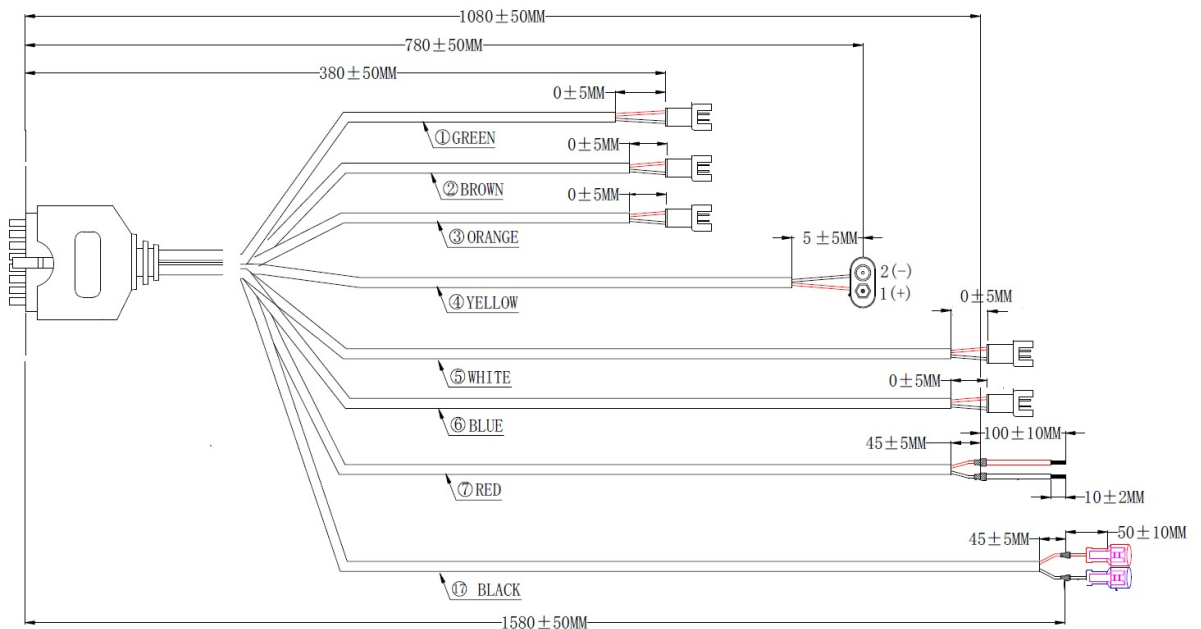 1080±50MM
780±50MM
380±50MM
0±5MM
①GREEN
0±5MM
②BROWN
0±5MM
③ORANGE
5±5MM
2(-)
1(+)
④YELLOW
0±5MM
⑤WHITE
0±5MM
⑥BLUE
45±5MM
100±10MM
⑦RED
10±2MM
45±5MM
50±10MM
⑰ BLACK
1580±50MM